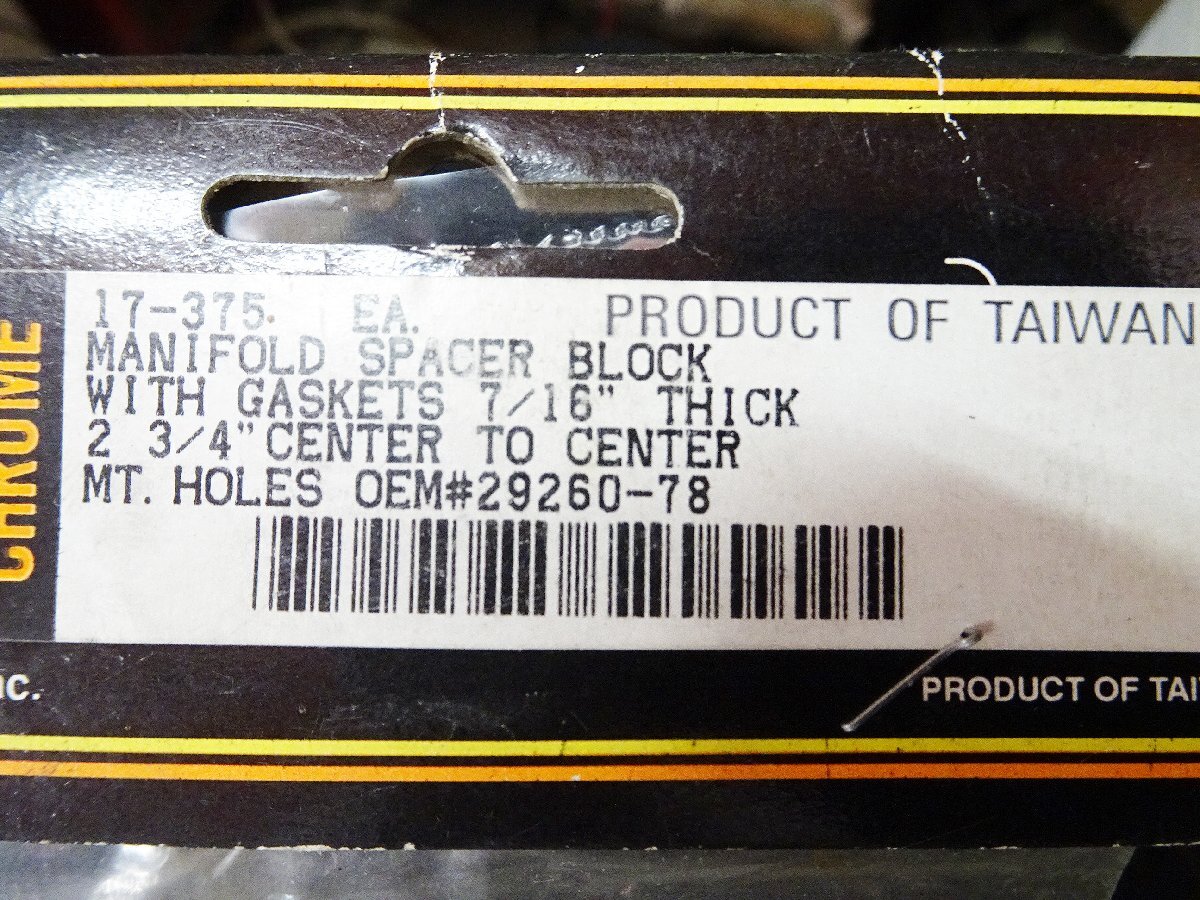 17-375. EA. PRODUCT OF TAIWAN
MANIFOLD SPACER BLOCK
WITH GASKETS 7/16" THICK
2 3/4" CENTER TO CENTER
MT. HOLES OEM#29260-78
CHROME
PRODUCT OF TAI